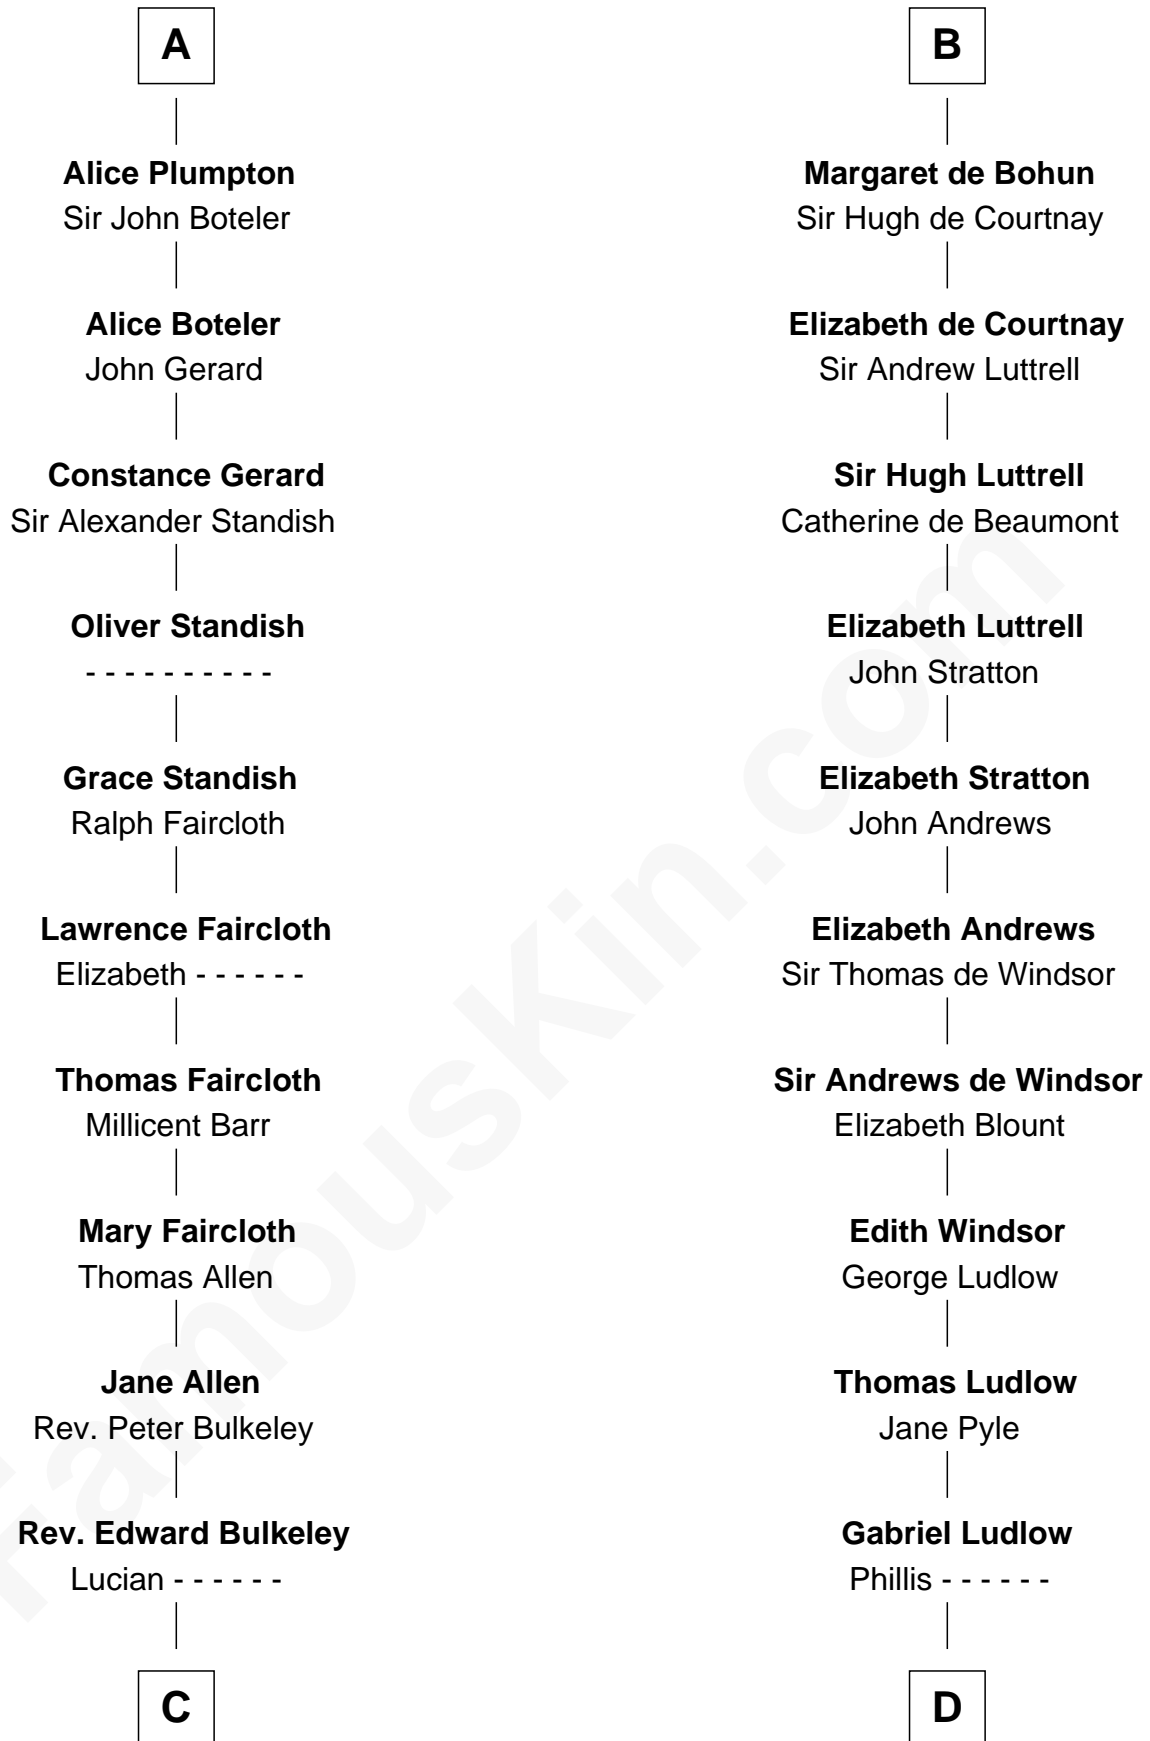 A
Alice Plumpton
Sir John Boteler
Alice Boteler
John Gerard
Constance Gerard
Sir Alexander Standish
Oliver Standish
- - - - - - - - - -
Grace Standish
Ralph Faircloth
Lawrence Faircloth
Elizabeth - - - - - -
Thomas Faircloth
Millicent Barr
Mary Faircloth
Thomas Allen
Jane Allen
Rev. Peter Bulkeley
Rev. Edward Bulkeley
Lucian - - - - - -
C
B
Margaret de Bohun
Sir Hugh de Courtnay
Elizabeth de Courtnay
Sir Andrew Luttrell
Sir Hugh Luttrell
Catherine de Beaumont
Elizabeth Luttrell
John Stratton
Elizabeth Stratton
John Andrews
Elizabeth Andrews
Sir Thomas de Windsor
Sir Andrews de Windsor
Elizabeth Blount
Edith Windsor
George Ludlow
Thomas Ludlow
Jane Pyle
Gabriel Ludlow
Phillis - - - - - -
D
FamousKin.com